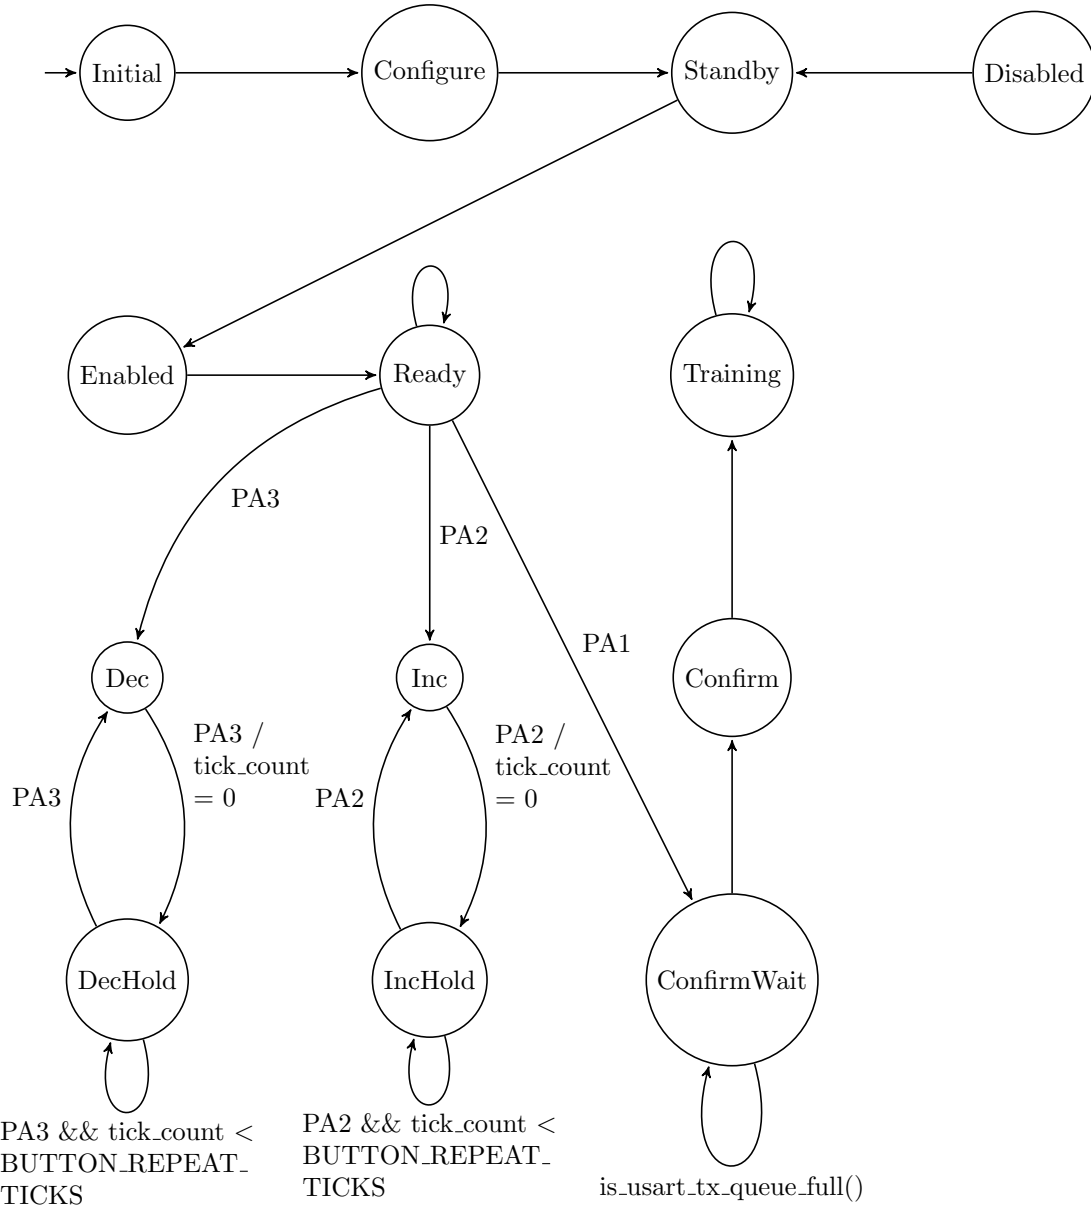 Initial
Configure
Standby
Disabled
Enabled
Ready
Training
PA3
PA2
PA1
Dec
Inc
Confirm
PA3 /
tick_count
= 0
PA2 /
tick_count
= 0
PA3
PA2
DecHold
IncHold
ConfirmWait
PA3 && tick_count <
BUTTON_REPEAT_
TICKS
PA2 && tick_count <
BUTTON_REPEAT_
TICKS
is_usart_tx_queue_full()